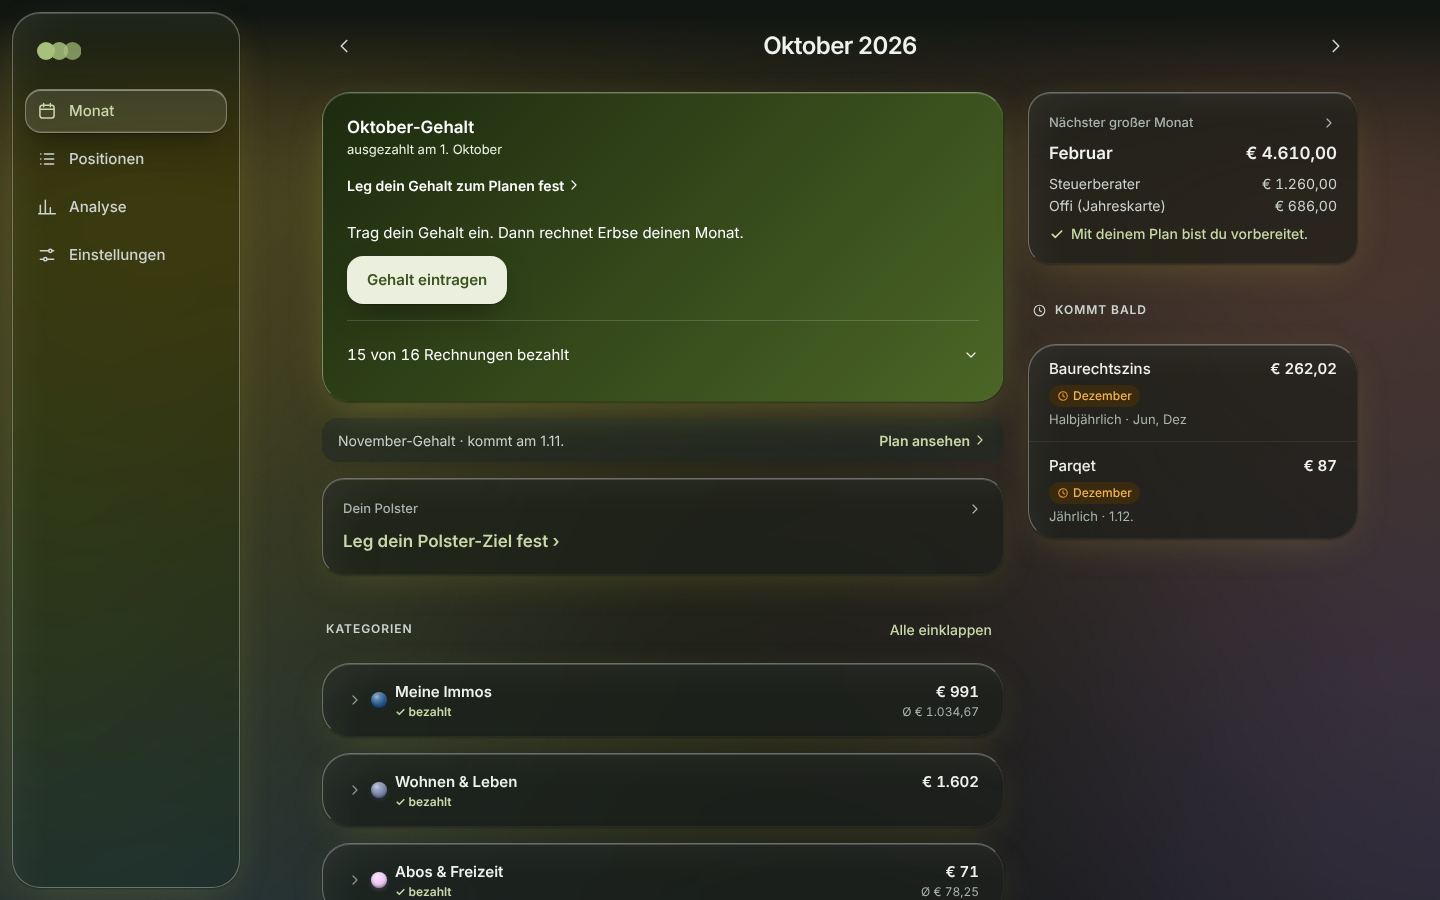 Monat
Positionen
Analyse
Einstellungen
Oktober 2026
Oktober-Gehalt
ausgezahlt am 1. Oktober
Leg dein Gehalt zum Planen fest
Trag dein Gehalt ein. Dann rechnet Erbse deinen Monat.
Gehalt eintragen
15 von 16 Rechnungen bezahlt
November-Gehalt · kommt am 1.11.
Plan ansehen
Dein Polster
Leg dein Polster-Ziel fest ›
KATEGORIEN
Alle einklappen
Meine Immos
€ 991
✓ bezahlt
Ø € 1.034,67
Wohnen & Leben
€ 1.602
✓ bezahlt
Abos & Freizeit
€ 71
✓ bezahlt
Ø € 78,25
Nächster großer Monat
Februar
€ 4.610,00
Steuerberater
€ 1.260,00
Offi (Jahreskarte)
€ 686,00
✓ Mit deinem Plan bist du vorbereitet.
KOMMT BALD
Baurechtszins
€ 262,02
Dezember
Halbjährlich · Jun, Dez
Parqet
€ 87
Dezember
Jährlich · 1.12.